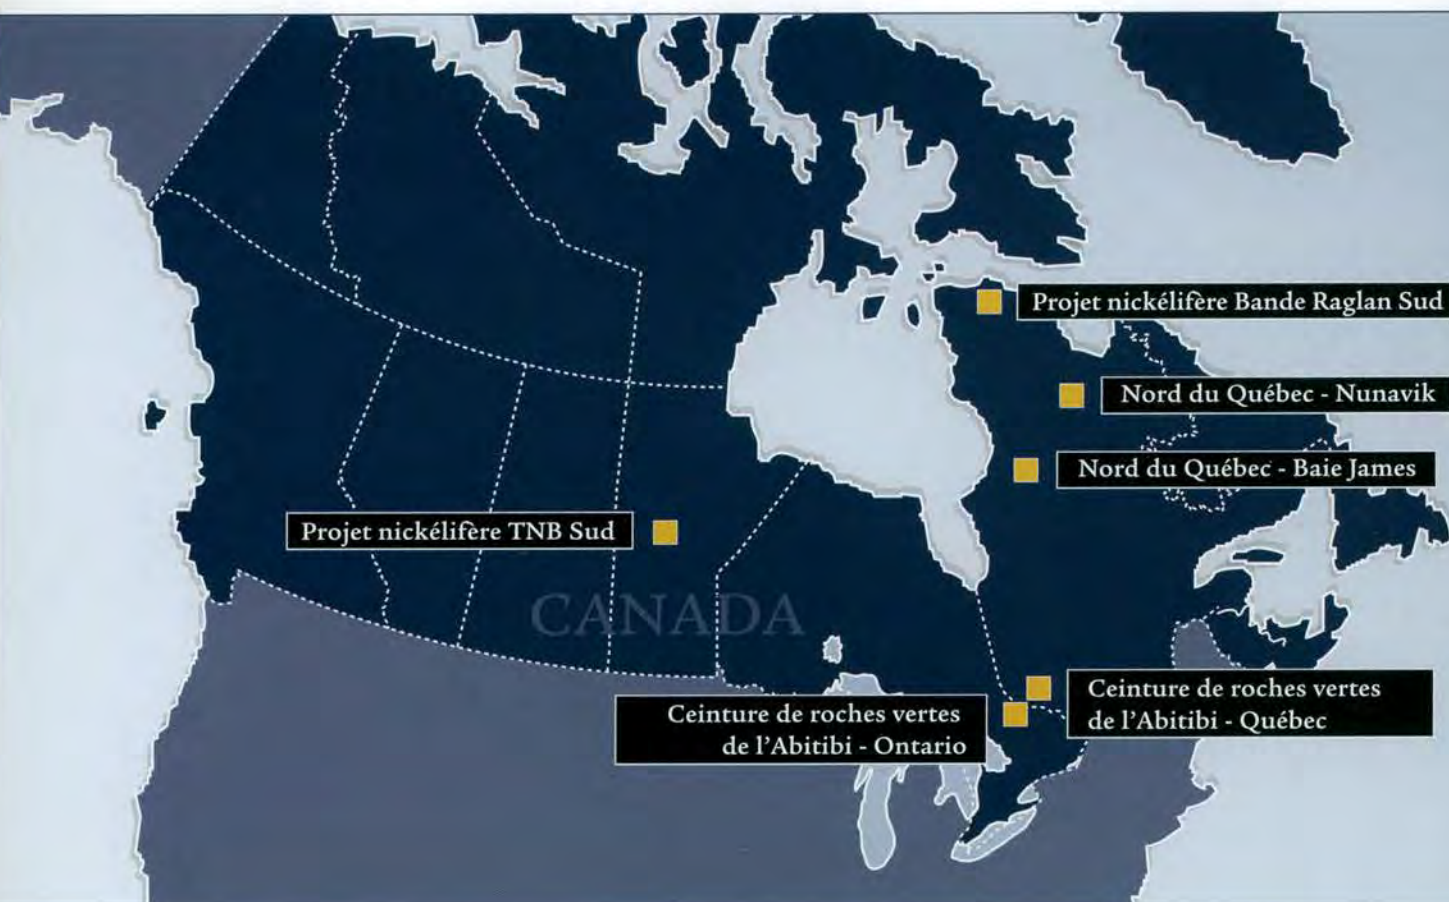 Projet nickélifère Bande Raglan Sud
Nord du Québec - Nunavik
Nord du Québec - Baie James
Projet nickélifère TNB Sud
CANADA
Ceinture de roches vertes
de l'Abitibi - Québec
Ceinture de roches vertes
de l'Abitibi - Ontario